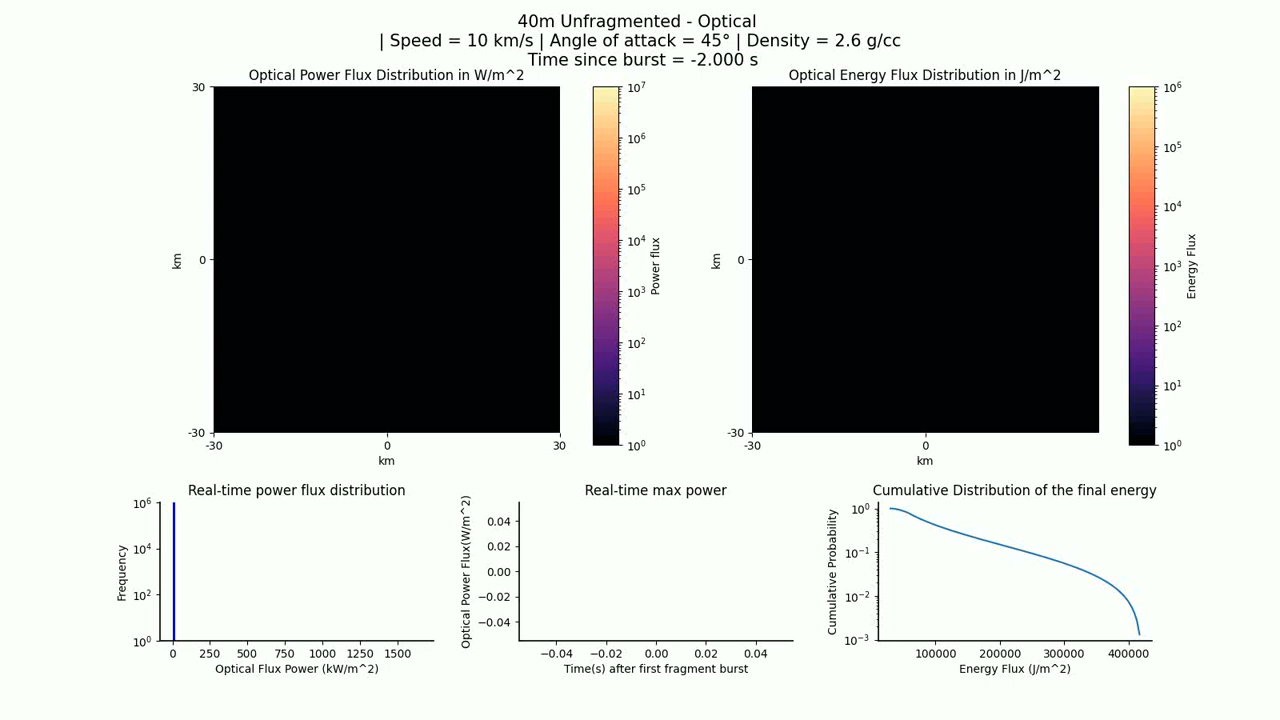 40m Unfragmented - Optical
| Speed = 10 km/s | Angle of attack = 45° | Density = 2.6 g/cc
Time since burst = -2.000 s
Optical Power Flux Distribution in W/m^2
30
0
-30
km
-30
0
30
km
10^7
10^6
10^5
10^4
10^3
10^2
10^1
10^0
Power flux
Optical Energy Flux Distribution in J/m^2
0
-30
km
-30
0
km
10^6
10^5
10^4
10^3
10^2
10^1
10^0
Energy Flux
Real-time power flux distribution
10^6
10^4
10^2
10^0
Frequency
0 250 500 750 1000 1250 1500
Optical Flux Power (kW/m^2)
Real-time max power
0.04
0.02
0.00
−0.02
−0.04
Optical Power Flux(W/m^2)
−0.04 −0.02 0.00 0.02 0.04
Time(s) after first fragment burst
Cumulative Distribution of the final energy
10^0
10^−1
10^−2
10^−3
Cumulative Probability
100000 200000 300000 400000
Energy Flux (J/m^2)